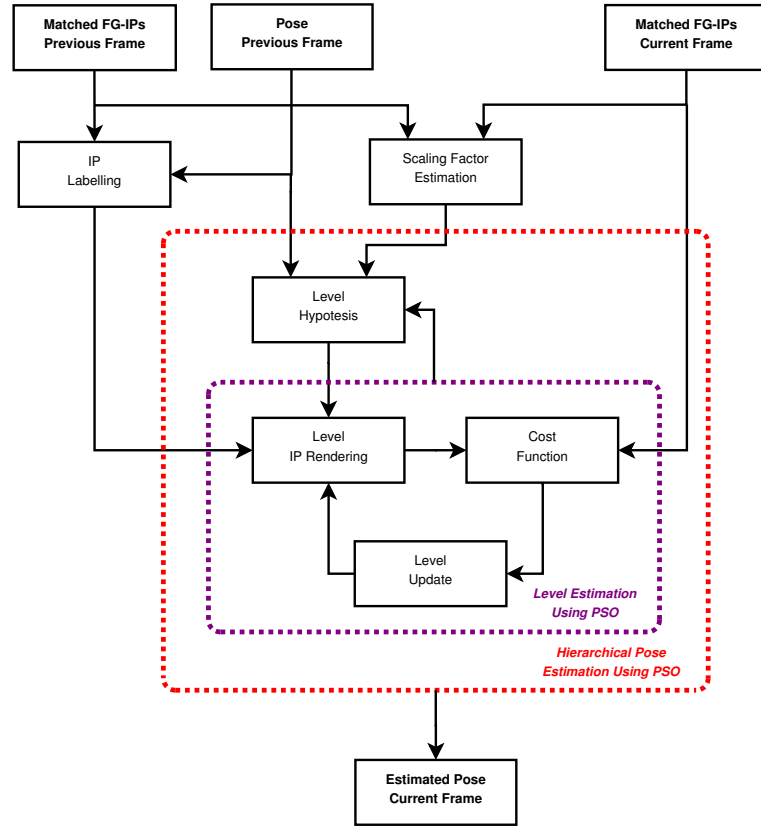 Matched FG-IPs
Previous Frame
Pose
Previous Frame
Matched FG-IPs
Current Frame
IP
Labelling
Scaling Factor
Estimation
Level
Hypotesis
Level
IP Rendering
Cost
Function
Level
Update
Level Estimation
Using PSO
Hierarchical Pose
Estimation Using PSO
Estimated Pose
Current Frame